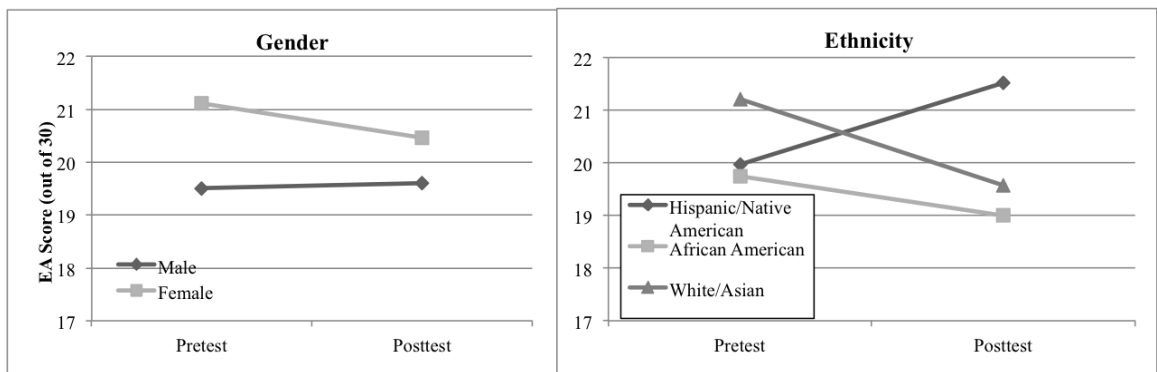 Gender
22
21
20
19
18
17
EA Score (out of 30)
Male
Female
Pretest Posttest
Ethnicity
22
21
20
19
18
17
Hispanic/Native
American
African American
White/Asian
Pretest Posttest